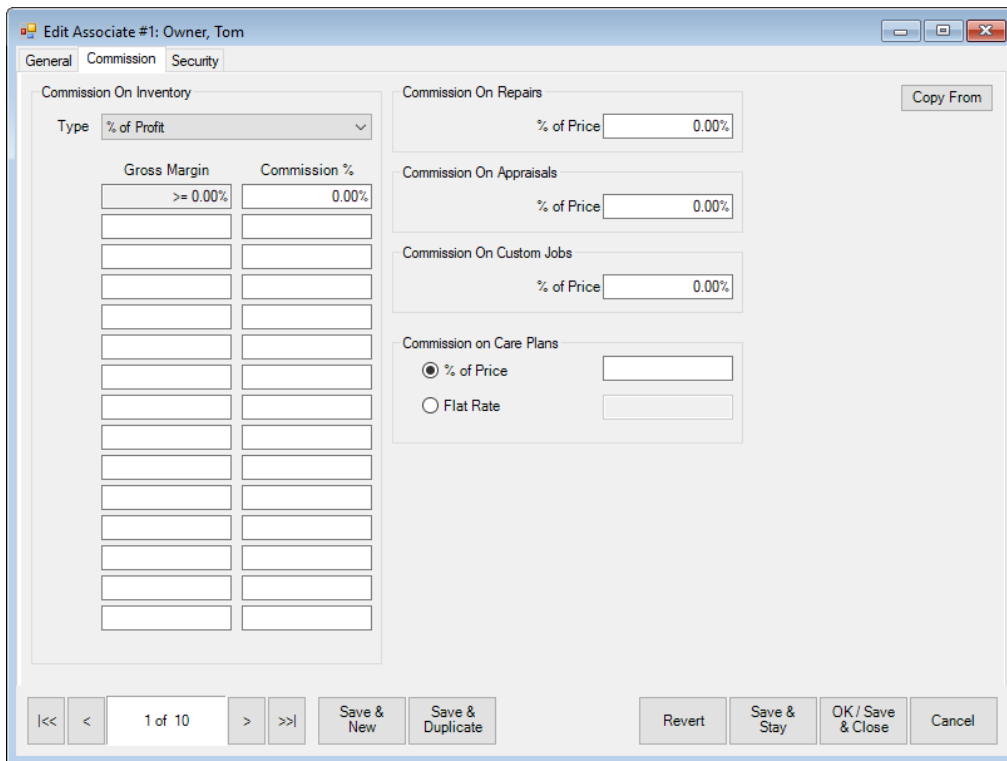 Edit Associate #1: Owner, Tom
General Commission Security
Commission On Inventory
Type % of Profit
Gross Margin Commission %
>= 0.00% 0.00%
Commission On Repairs
% of Price 0.00%
Commission On Appraisals
% of Price 0.00%
Commission On Custom Jobs
% of Price 0.00%
Commission on Care Plans
% of Price
Flat Rate
Copy From
|<< < 1 of 10 > >>|
Save &
New
Save &
Duplicate
Revert
Save &
Stay
OK / Save
& Close
Cancel